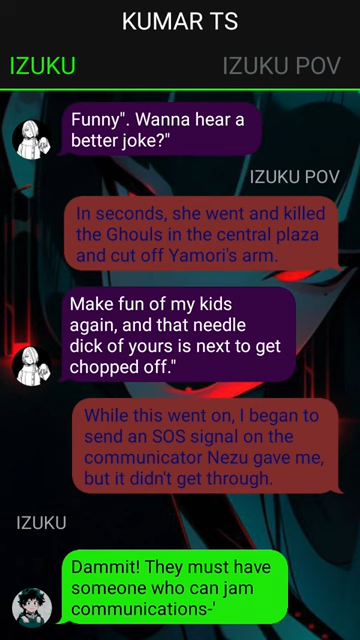 KUMAR TS
IZUKU
IZUKU POV
Funny". Wanna hear a
better joke?"
IZUKU POV
In seconds, she went and killed
the Ghouls in the central plaza
and cut off Yamori's arm.
Make fun of my kids
again, and that needle
dick of yours is next to get
chopped off."
While this went on, I began to
send an SOS signal on the
communicator Nezu gave me,
but it didn't get through.
IZUKU
Dammit! They must have
someone who can jam
communications-'